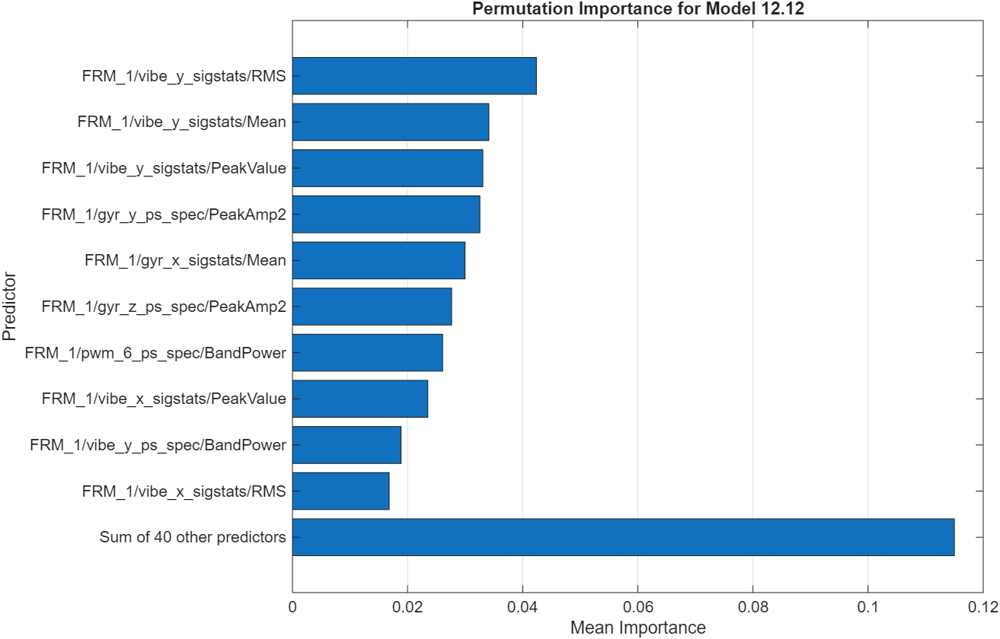 Permutation Importance for Model 12.12
FRM_1/vibe_y_sigstats/RMS
FRM_1/vibe_y_sigstats/Mean
FRM_1/vibe_y_sigstats/PeakValue
FRM_1/gyr_y_ps_spec/PeakAmp2
FRM_1/gyr_x_sigstats/Mean
FRM_1/gyr_z_ps_spec/PeakAmp2
FRM_1/pwm_6_ps_spec/BandPower
FRM_1/vibe_x_sigstats/PeakValue
FRM_1/vibe_y_ps_spec/BandPower
FRM_1/vibe_x_sigstats/RMS
Sum of 40 other predictors
Predictor
0 0.02 0.04 0.06 0.08 0.1 0.12
Mean Importance